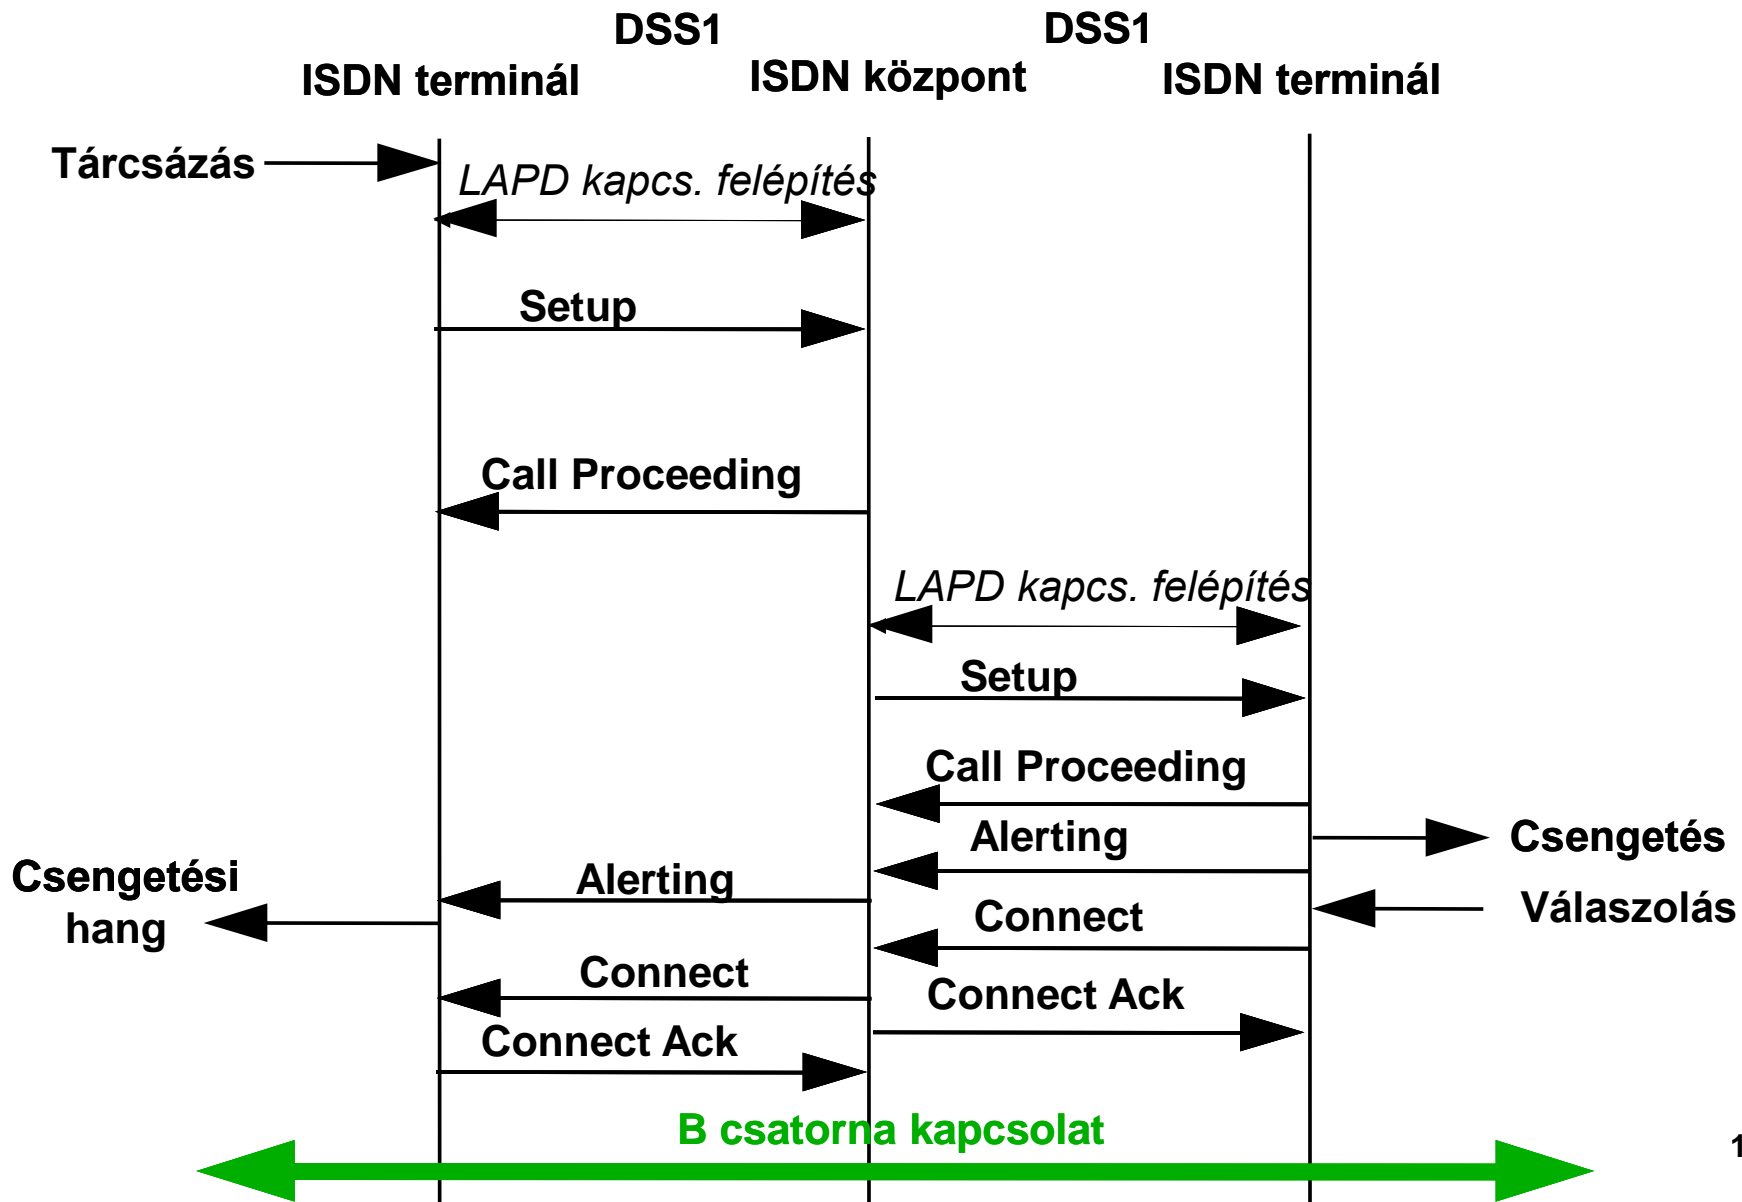 DSS1 DSS1
ISDN terminál ISDN központ ISDN terminál
Tárcsázás
LAPD kapcs. felépítés
Setup
Call Proceeding
LAPD kapcs. felépítés
Setup
Call Proceeding
Alerting
Csengetés
Csengetési
hang
Alerting
Válaszolás
Connect
Connect
Connect Ack
Connect Ack
B csatorna kapcsolat
1